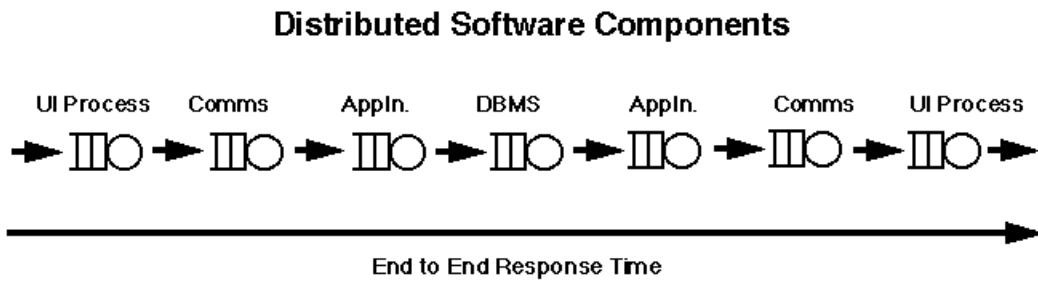 Distributed Software Components
UI Process Comms Appln. DBMS Appln. Comms UI Process
End to End Response Time